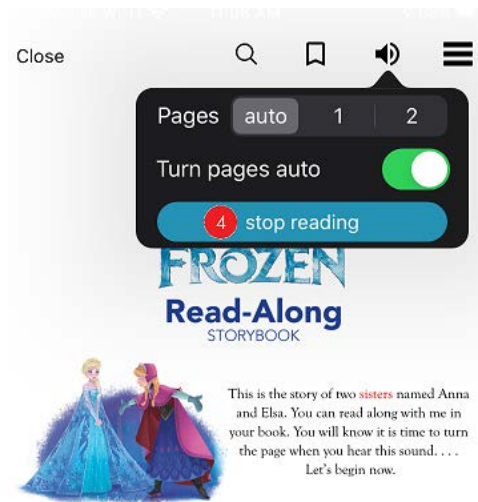 Close
Pages auto 1 2
Turn pages auto
4 stop reading
FROZEN
Read-Along
STORYBOOK
This is the story of two sisters named Anna
and Elsa. You can read along with me in
your book. You will know it is time to turn
the page when you hear this sound. . . .
Let's begin now.